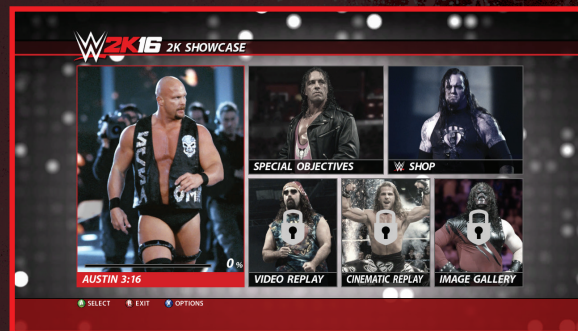 W 2K16 2K SHOWCASE
SPECIAL OBJECTIVES
W SHOP
0 %
AUSTIN 3:16
VIDEO REPLAY
CINEMATIC REPLAY
IMAGE GALLERY
A SELECT B EXIT X OPTIONS